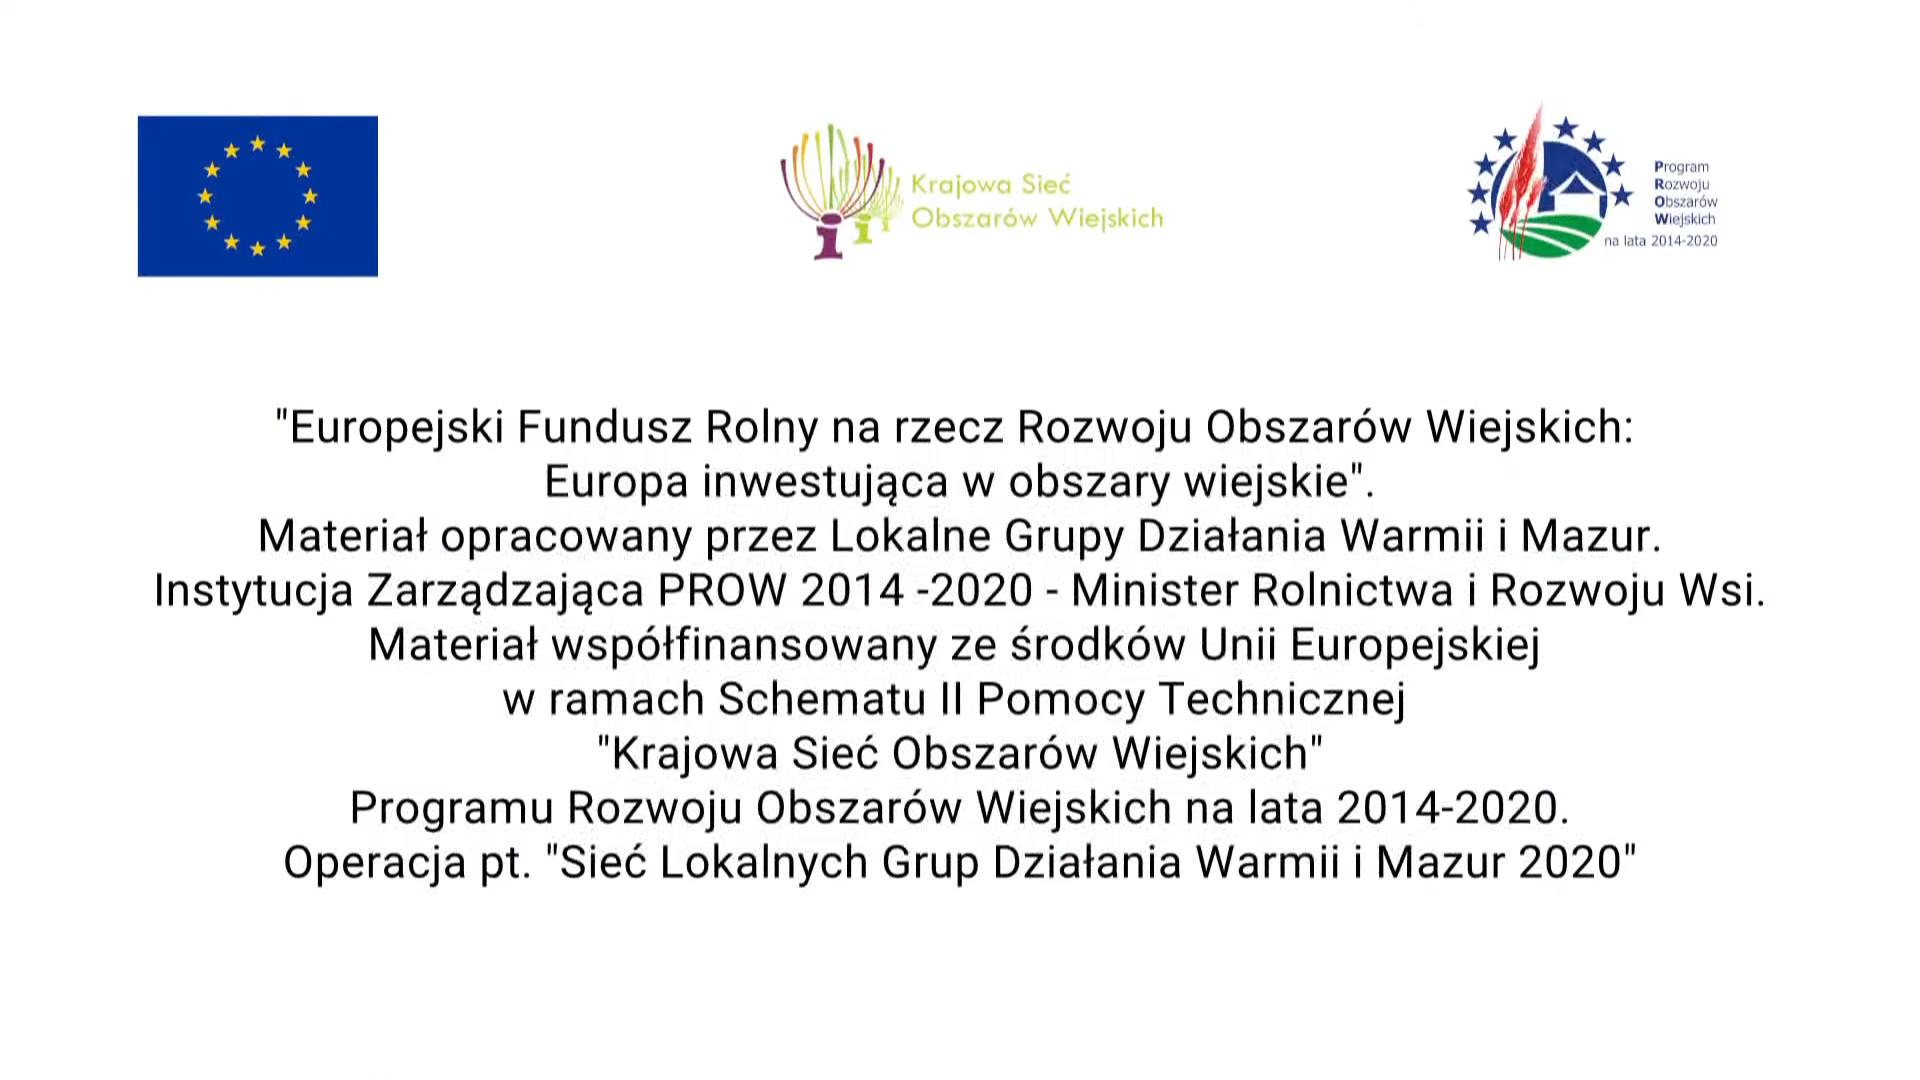 Krajowa Sieć
Obszarów Wiejskich
Program
Rozwoju
Obszarów
Wiejskich
na lata 2014-2020
"Europejski Fundusz Rolny na rzecz Rozwoju Obszarów Wiejskich:
Europa inwestująca w obszary wiejskie".
Materiał opracowany przez Lokalne Grupy Działania Warmii i Mazur.
Instytucja Zarządzająca PROW 2014 -2020 - Minister Rolnictwa i Rozwoju Wsi.
Materiał współfinansowany ze środków Unii Europejskiej
w ramach Schematu II Pomocy Technicznej
"Krajowa Sieć Obszarów Wiejskich"
Programu Rozwoju Obszarów Wiejskich na lata 2014-2020.
Operacja pt. "Sieć Lokalnych Grup Działania Warmii i Mazur 2020"